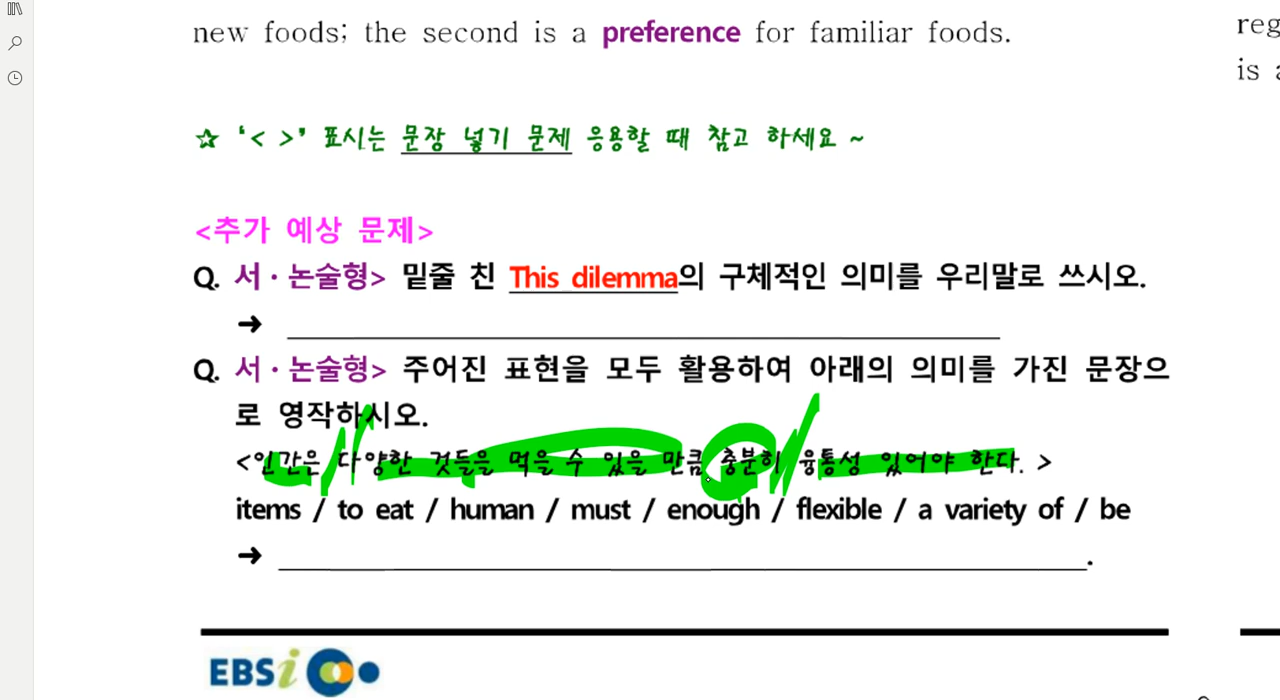 new foods; the second is a preference for familiar foods.
reg
is a
☆ '< >' 표시는 문장 넣기 문제 응용할 때 참고 하세요 ~
<추가 예상 문제>
Q. 서·논술형> 밑줄 친 This dilemma의 구체적인 의미를 우리말로 쓰시오.
➜
Q. 서·논술형> 주어진 표현을 모두 활용하여 아래의 의미를 가진 문장으
로 영작하시오.
<인간은 다양한 것들을 먹을 수 있을 만큼 충분히 융통성 있어야 한다. >
items / to eat / human / must / enough / flexible / a variety of / be
➜ .
EBSi